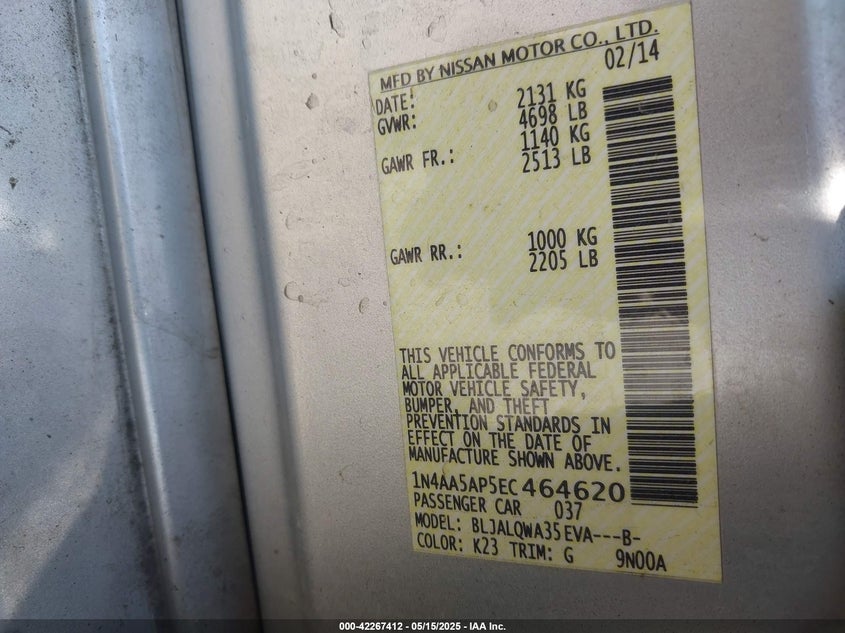 MFD BY NISSAN MOTOR CO., LTD.
DATE: 02/14
GVWR: 2131 KG
4698 LB
GAWR FR.: 1140 KG
2513 LB
GAWR RR.: 1000 KG
2205 LB
THIS VEHICLE CONFORMS TO
ALL APPLICABLE FEDERAL
MOTOR VEHICLE SAFETY,
BUMPER, AND THEFT
PREVENTION STANDARDS IN
EFFECT ON THE DATE OF
MANUFACTURE SHOWN ABOVE.
1N4AA5AP5EC464620
PASSENGER CAR 037
MODEL: BLJALQWA35EVA---B-
COLOR: K23 TRIM: G 9N00A
000-42267412 - 05/15/2025 - IAA Inc.